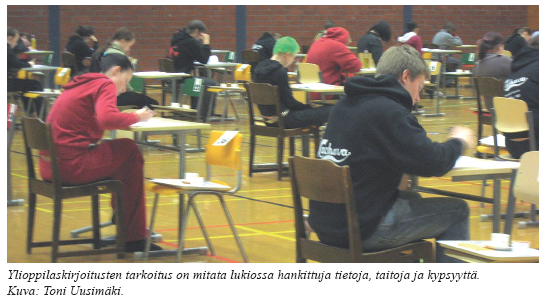 Ylioppilaskirjoitusten tarkoitus on mitata lukiossa hankittuja tietoja, taitoja ja kypsyyttä.
Kuva: Toni Uusimäki.